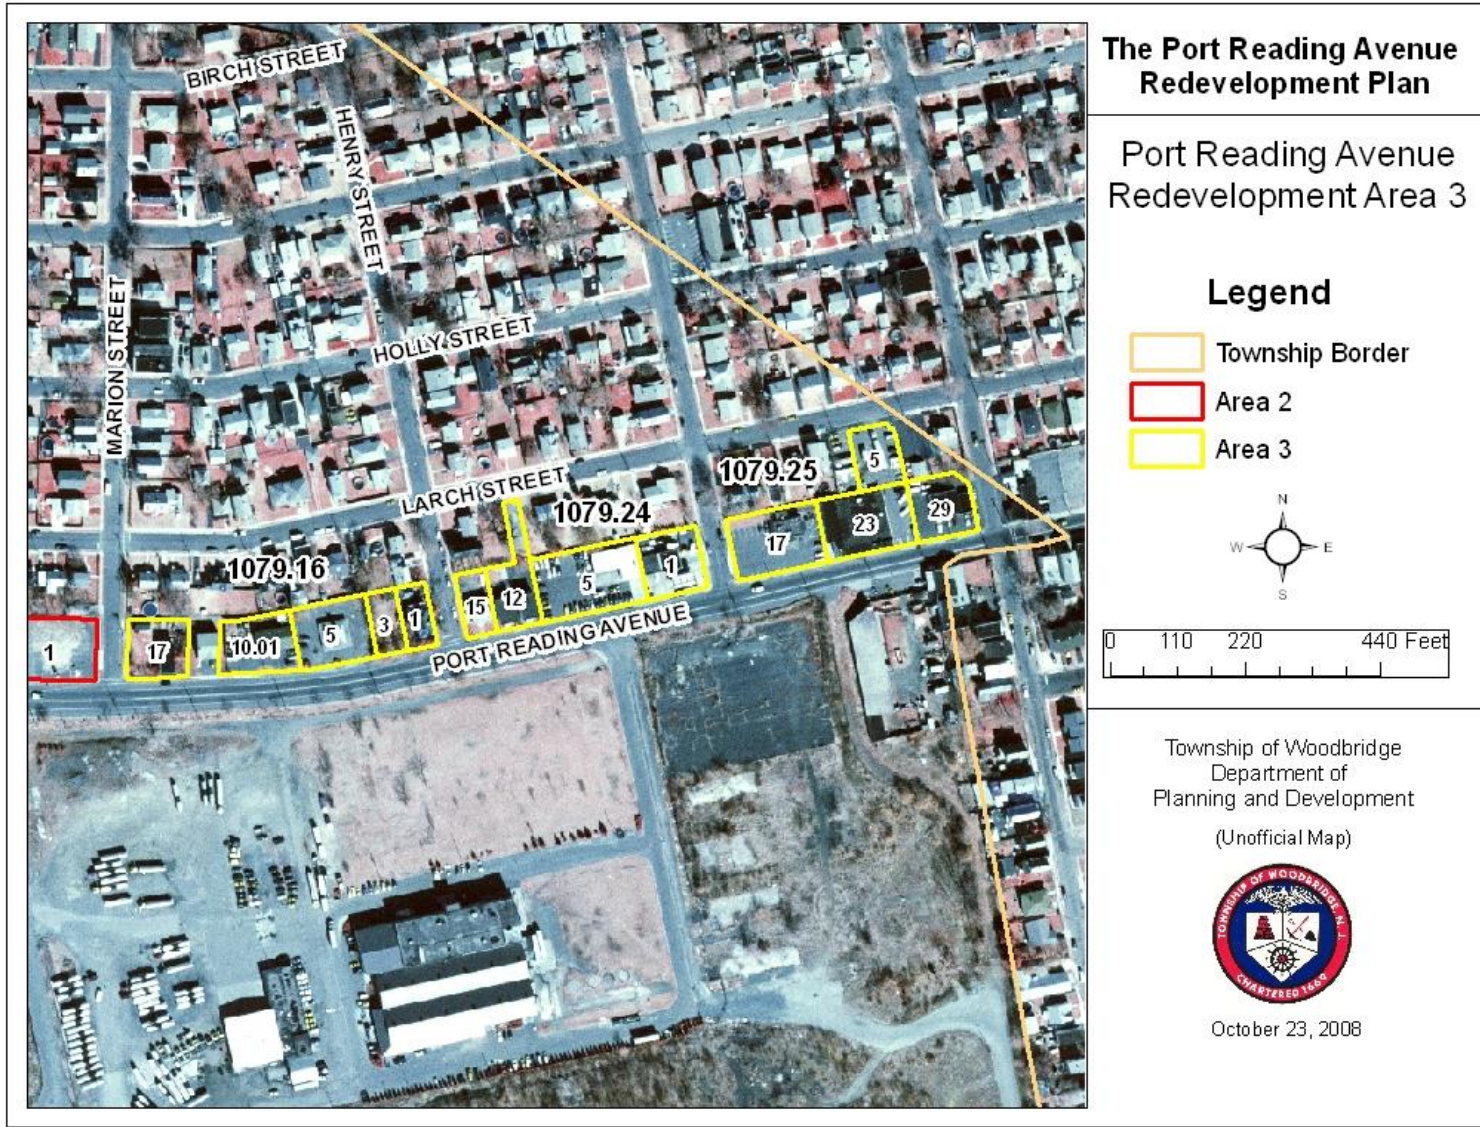 The Port Reading Avenue
Redevelopment Plan
Port Reading Avenue
Redevelopment Area 3
Legend
Township Border
Area 2
Area 3
N
W E
S
0 110 220 440 Feet
Township of Woodbridge
Department of
Planning and Development
(Unofficial Map)
TOWNSHIP OF WOODBRIDGE, N. J.
CHARTERED 1669
October 23, 2008
BIRCH STREET
HENRY STREET
MARION STREET
HOLLY STREET
LARCH STREET
1079.25
5
1079.24
23
29
17
1079.16
5
1
15
12
3
1
5
10.01
17
1
PORT READING AVENUE